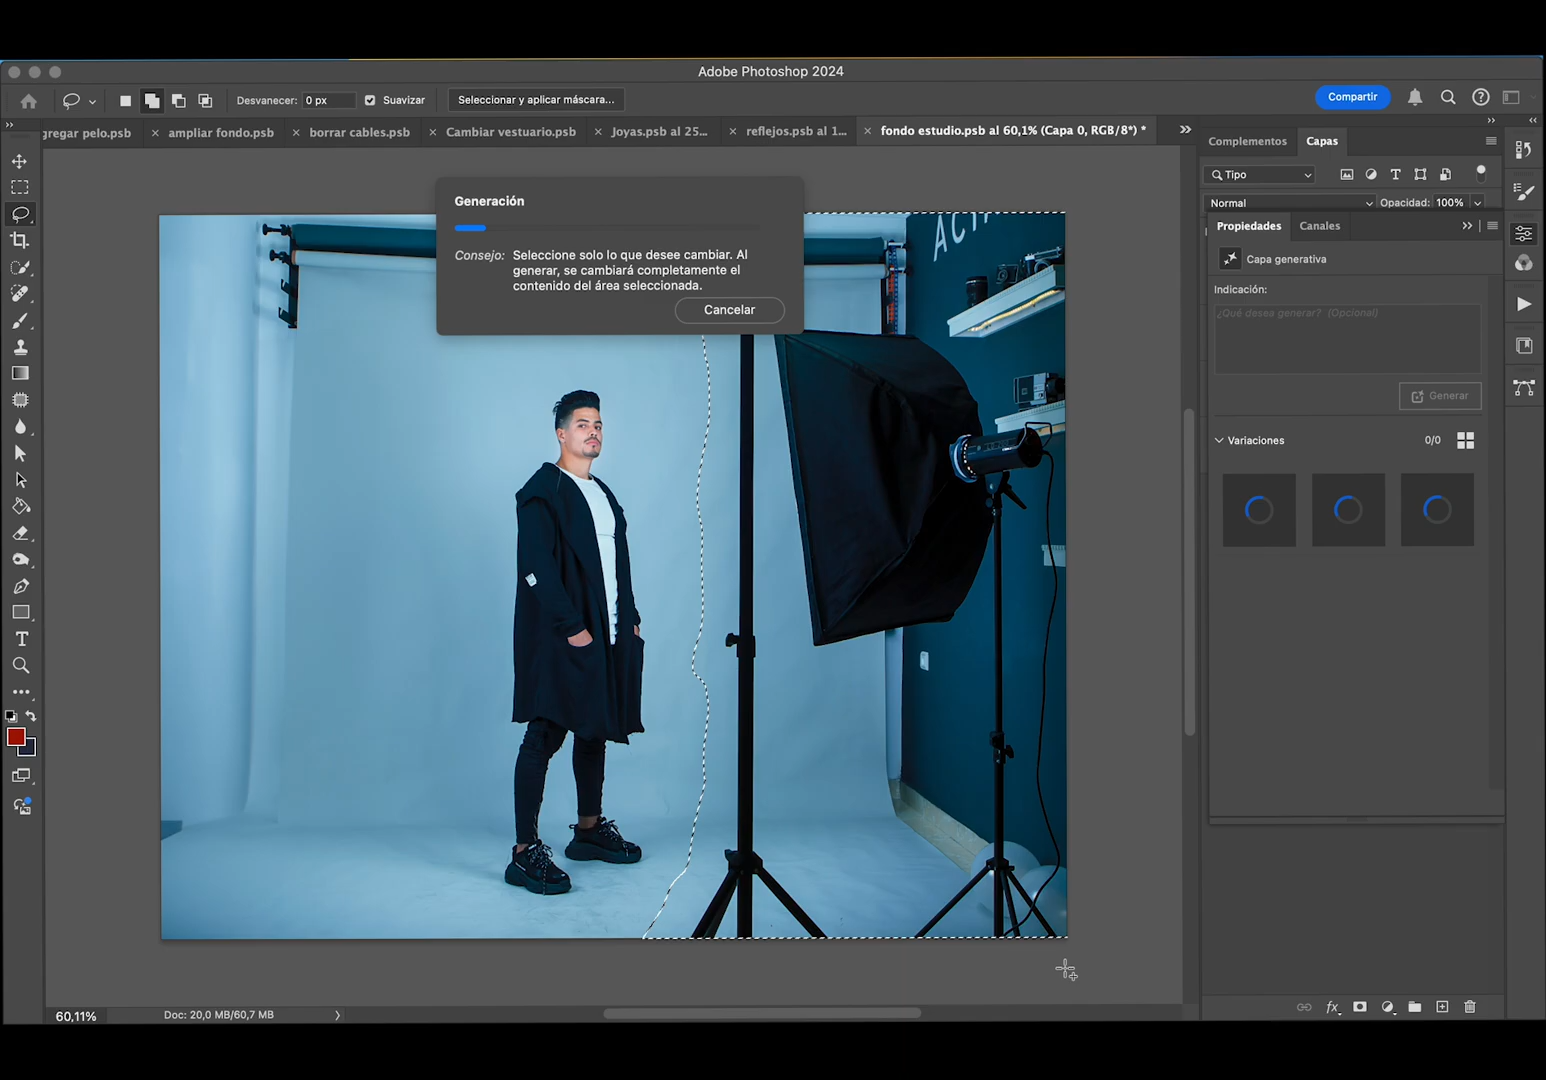 Adobe Photoshop 2024
Desvanecer: 0 px
Suavizar
Seleccionar y aplicar máscara...
Compartir
gregar pelo.psb
ampliar fondo.psb
borrar cables.psb
Cambiar vestuario.psb
Joyas.psb al 25...
reflejos.psb al 1...
fondo estudio.psb al 60,1% (Capa 0, RGB/8*) *
Complementos
Capas
Tipo
Normal
Opacidad: 100%
Propiedades
Canales
Capa generativa
Indicación:
¿Qué desea generar? (Opcional)
Generar
Variaciones
0/0
Generación
Consejo: Seleccione solo lo que desee cambiar. Al
generar, se cambiará completamente el
contenido del área seleccionada.
Cancelar
60,11%
Doc: 20,0 MB/60,7 MB